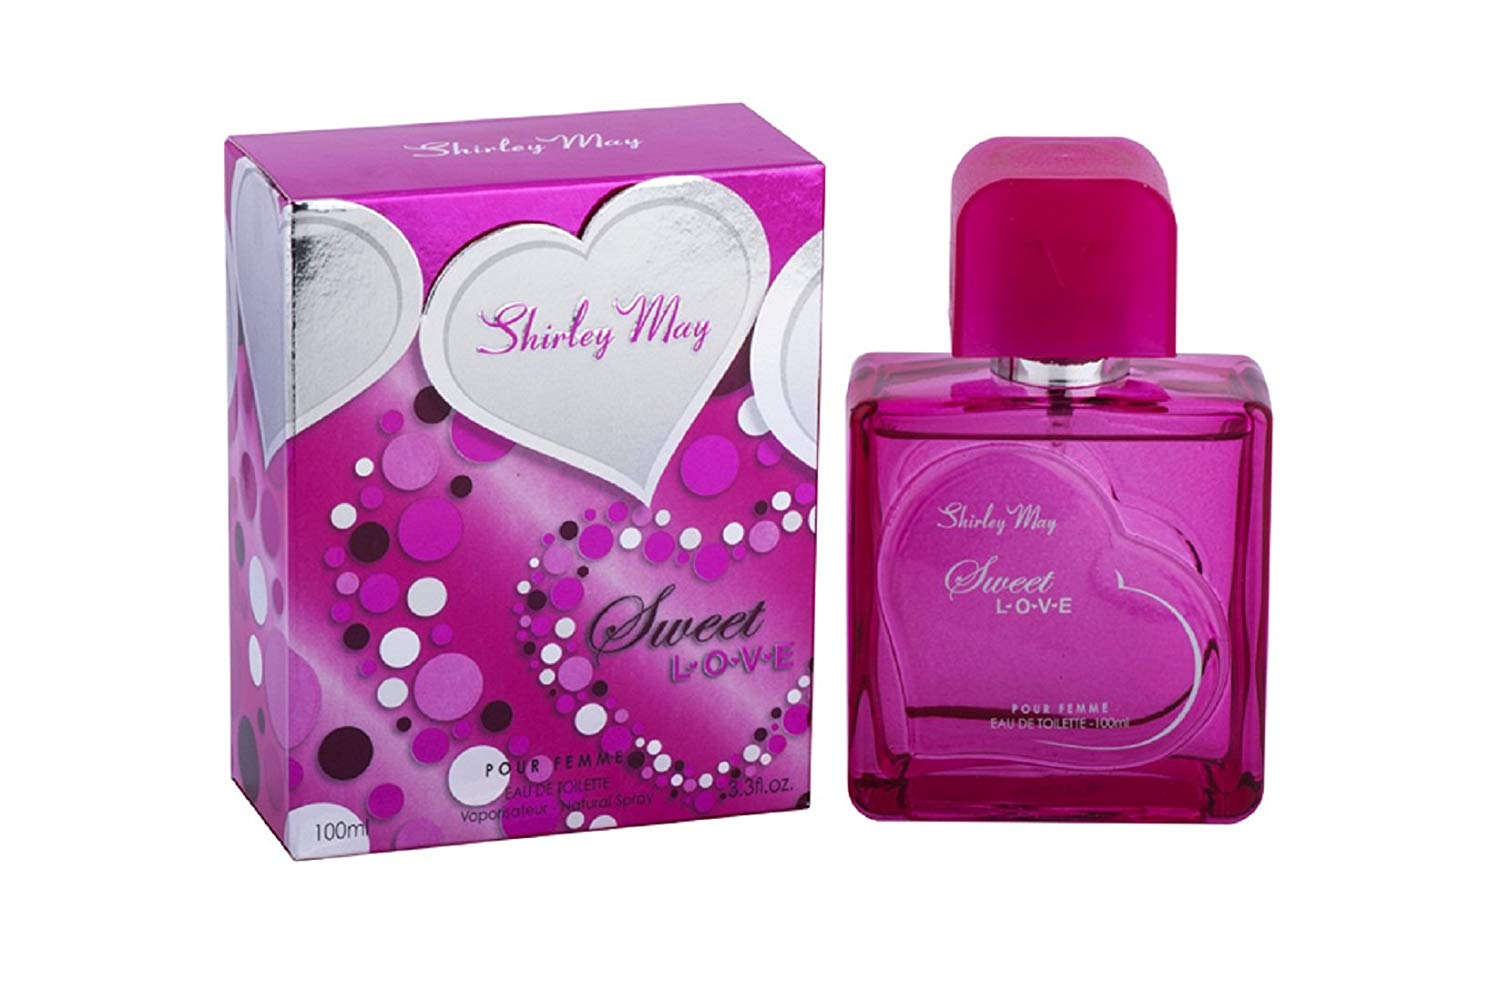 Shirley May
Shirley May
Sweet
L·O·V·E
POUR FEMME
EAU DE TOILETTE
Vaporisateur - Natural Spray
100ml
3.3fl.oz.
Shirley May
Sweet
L·O·V·E
POUR FEMME
EAU DE TOILETTE -100ml